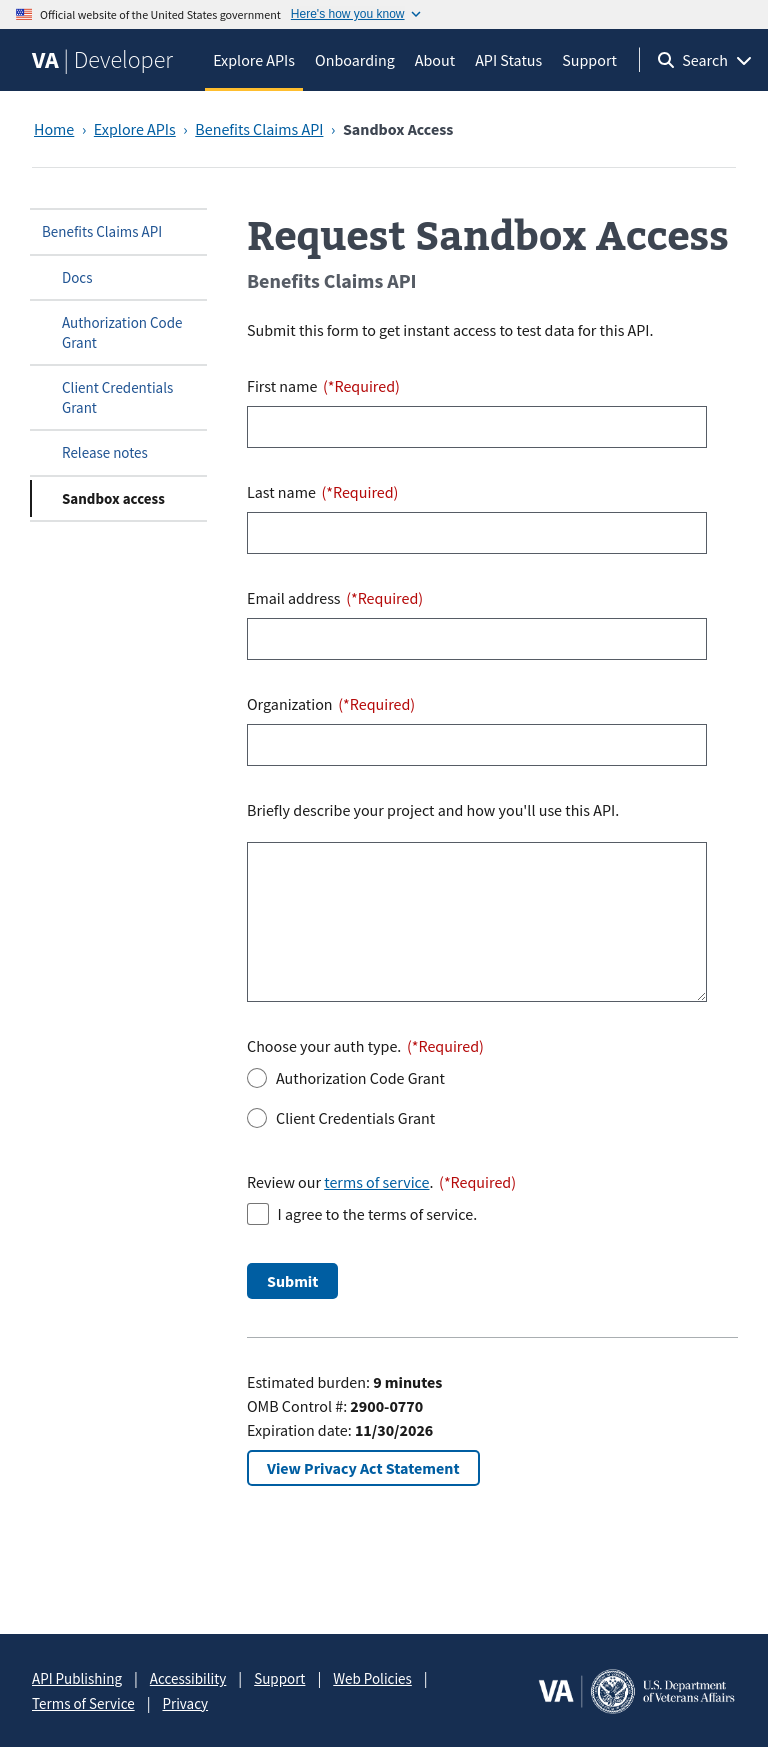 Official website of the United States government Here's how you know
VA | Developer Explore APIs Onboarding About API Status Support Search
Home › Explore APIs › Benefits Claims API › Sandbox Access
Benefits Claims API
Docs
Authorization Code
Grant
Client Credentials
Grant
Release notes
Sandbox access
Request Sandbox Access
Benefits Claims API
Submit this form to get instant access to test data for this API.
First name (*Required)
Last name (*Required)
Email address (*Required)
Organization (*Required)
Briefly describe your project and how you'll use this API.
Choose your auth type. (*Required)
Authorization Code Grant
Client Credentials Grant
Review our terms of service. (*Required)
I agree to the terms of service.
Submit
Estimated burden: 9 minutes
OMB Control #: 2900-0770
Expiration date: 11/30/2026
View Privacy Act Statement
API Publishing | Accessibility | Support | Web Policies |
Terms of Service | Privacy
VA
U.S. Department
of Veterans Affairs